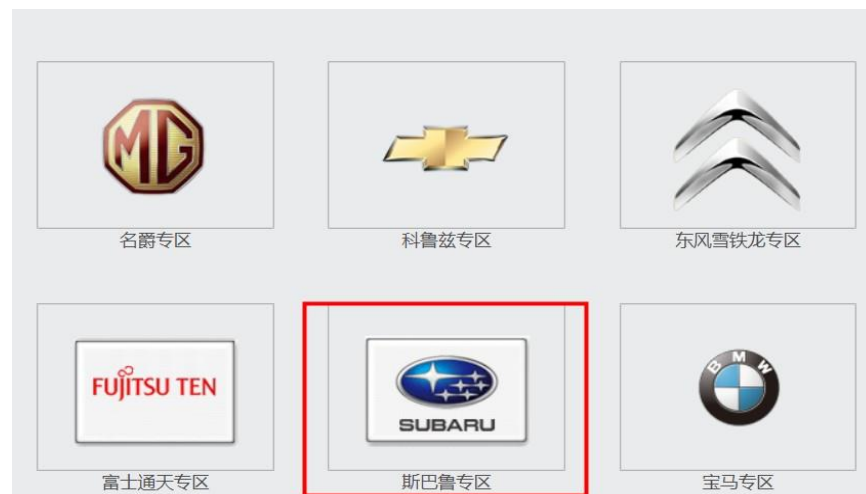 MG
名爵专区
科鲁兹专区
东风雪铁龙专区
FUJITSU TEN
富士通天专区
SUBARU
斯巴鲁专区
BMW
宝马专区